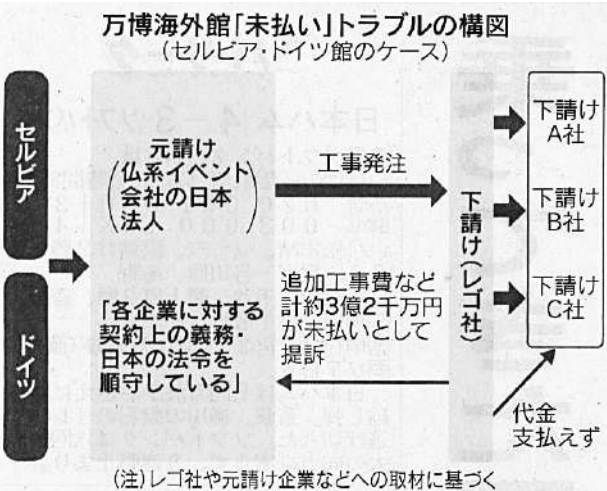 万博海外館「未払い」トラブルの構図
(セルビア・ドイツ館のケース)
セルビア
ドイツ
元請け
(仏系イベント
会社の日本
法人)
「各企業に対する
契約上の義務・
日本の法令を
順守している」
工事発注
追加工事費など
計約3億2千万円
が未払いとして
提訴
下請け(レゴ社)
下請け
A社
下請け
B社
下請け
C社
代金
支払えず
(注)レゴ社や元請け企業などへの取材に基づく